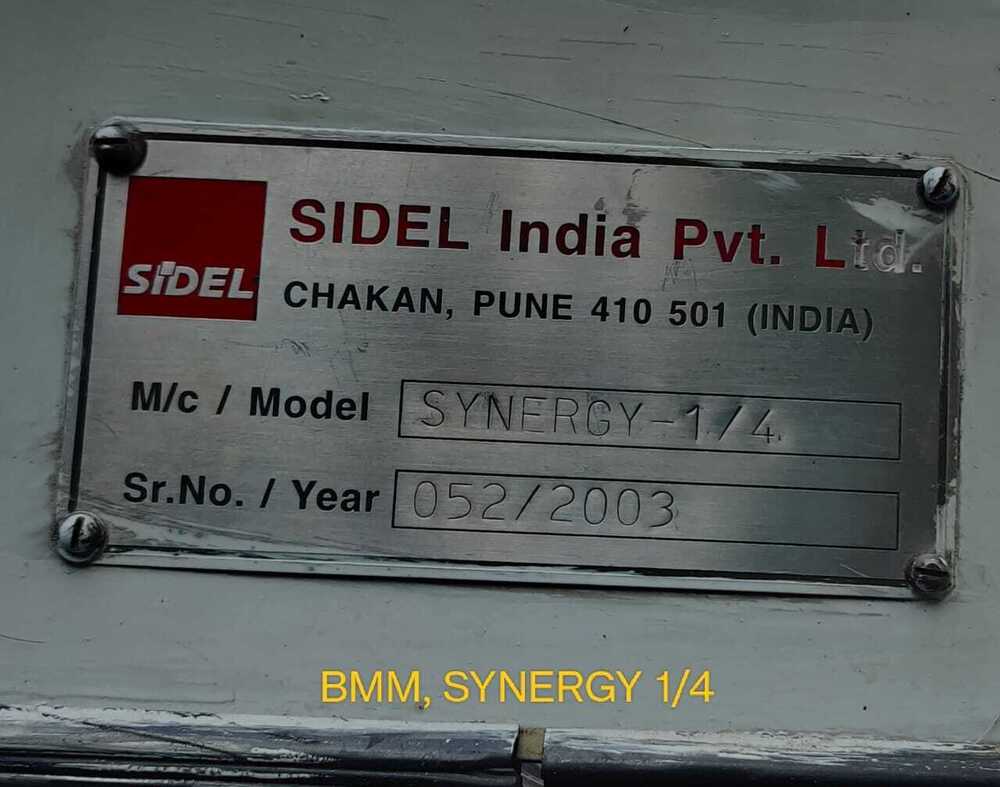 SIDEL
SIDEL India Pvt. Ltd.
CHAKAN, PUNE 410 501 (INDIA)
M/c / Model SYNERGY-1/4
Sr.No. / Year 052/2003
BMM, SYNERGY 1/4